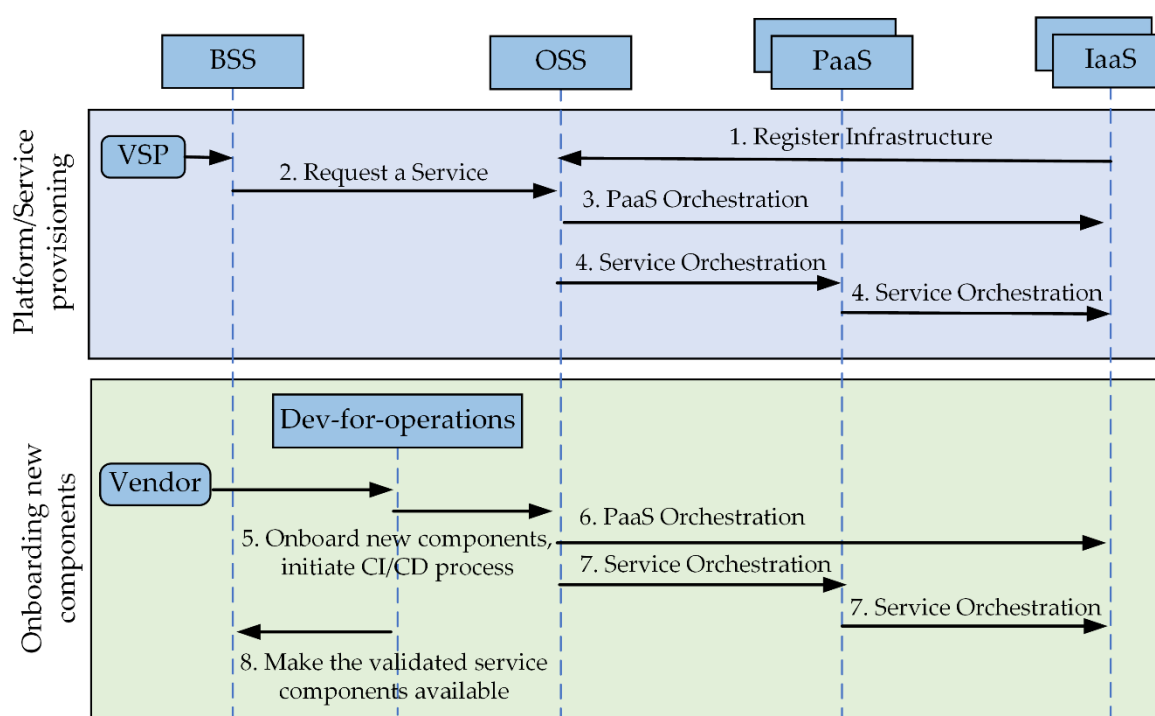 BSS
OSS
PaaS
IaaS
Platform/Service
provisioning
VSP
1. Register Infrastructure
2. Request a Service
3. PaaS Orchestration
4. Service Orchestration
4. Service Orchestration
Onboarding new
components
Dev-for-operations
Vendor
5. Onboard new components,
initiate CI/CD process
6. PaaS Orchestration
7. Service Orchestration
7. Service Orchestration
8. Make the validated service
components available